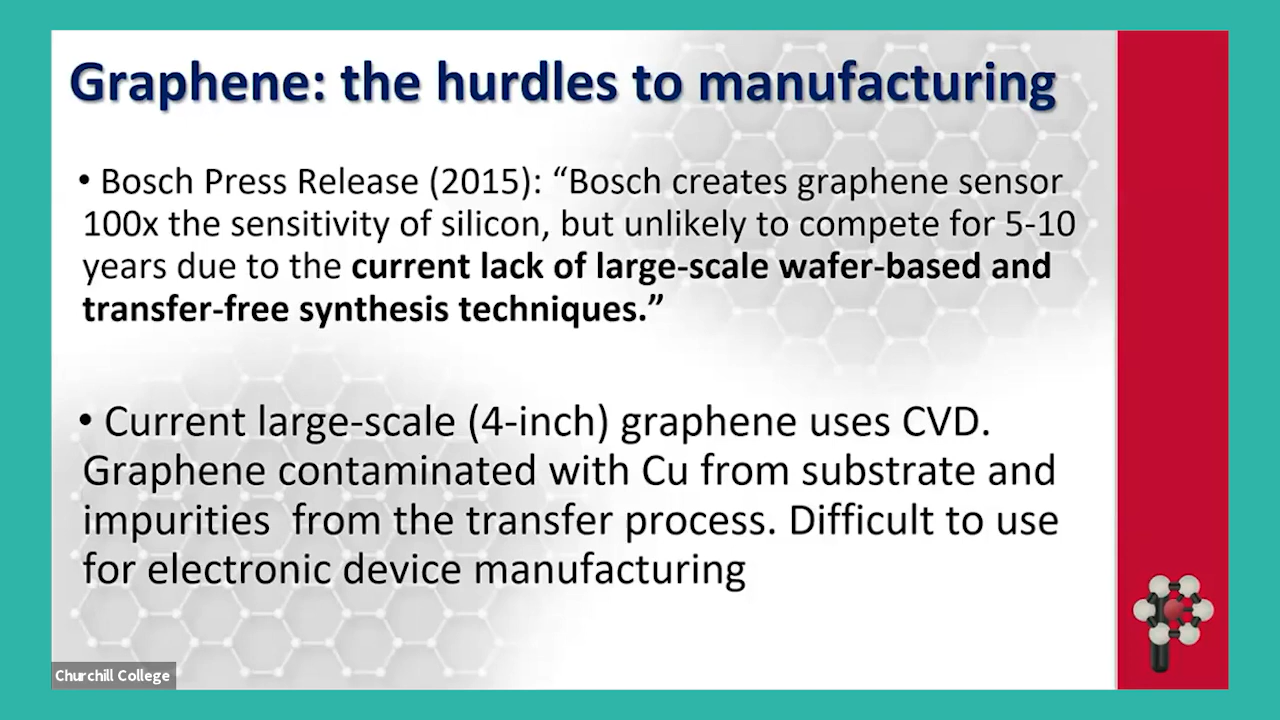 Graphene: the hurdles to manufacturing
• Bosch Press Release (2015): “Bosch creates graphene sensor
100x the sensitivity of silicon, but unlikely to compete for 5-10
years due to the current lack of large-scale wafer-based and
transfer-free synthesis techniques.”
• Current large-scale (4-inch) graphene uses CVD.
Graphene contaminated with Cu from substrate and
impurities  from the transfer process. Difficult to use
for electronic device manufacturing
Churchill College